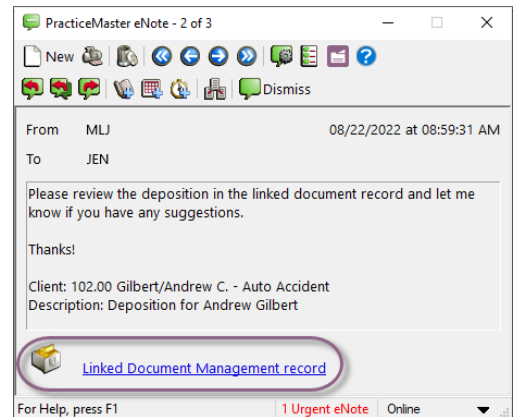 PracticeMaster eNote - 2 of 3
New
Dismiss
From MLJ 08/22/2022 at 08:59:31 AM
To JEN
Please review the deposition in the linked document record and let me
know if you have any suggestions.
Thanks!
Client: 102.00 Gilbert/Andrew C. - Auto Accident
Description: Deposition for Andrew Gilbert
Linked Document Management record
For Help, press F1 1 Urgent eNote Online